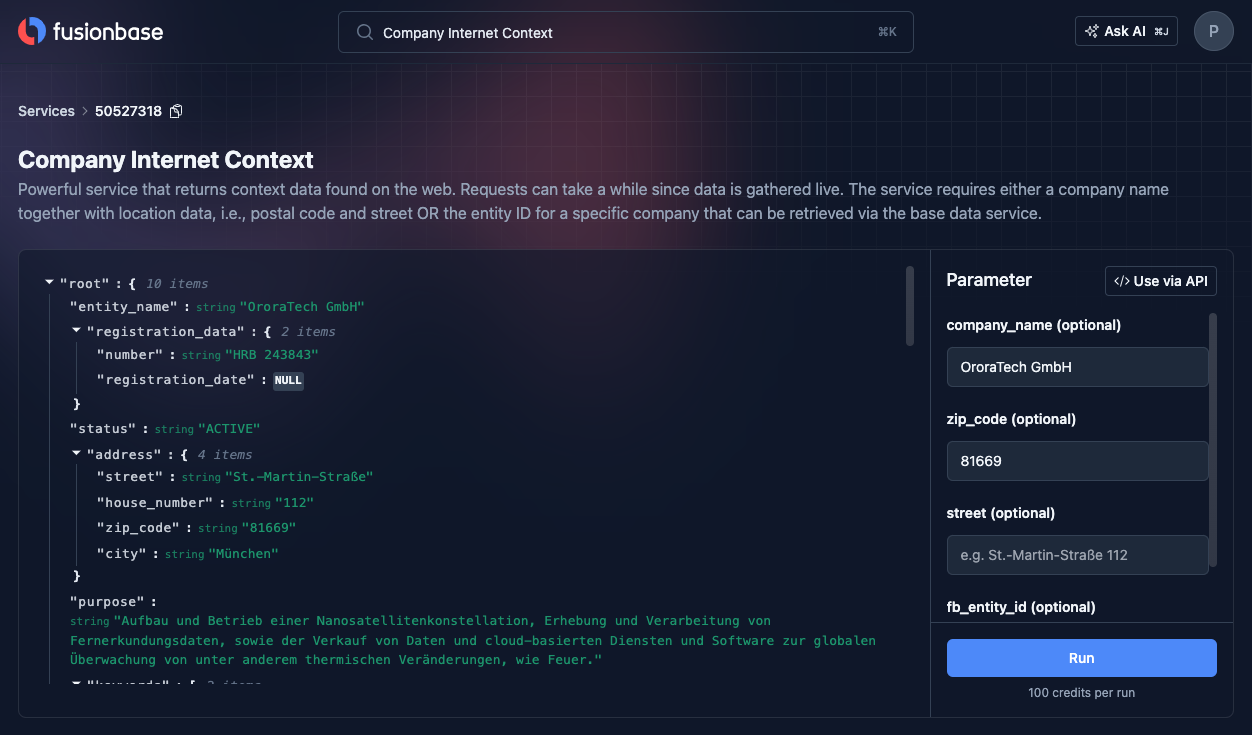 fusionbase
Company Internet Context
⌘K
Ask AI ⌘J
P
Services > 50527318
Company Internet Context
Powerful service that returns context data found on the web. Requests can take a while since data is gathered live. The service requires either a company name
together with location data, i.e., postal code and street OR the entity ID for a specific company that can be retrieved via the base data service.
"root" : { 10 items
"entity_name" : string "OroraTech GmbH"
"registration_data" : { 2 items
"number" : string "HRB 243843"
"registration_date" : NULL
}
"status" : string "ACTIVE"
"address" : { 4 items
"street" : string "St.-Martin-Straße"
"house_number" : string "112"
"zip_code" : string "81669"
"city" : string "München"
}
"purpose" :
string "Aufbau und Betrieb einer Nanosatellitenkonstellation, Erhebung und Verarbeitung von
Fernerkundungsdaten, sowie der Verkauf von Daten und cloud-basierten Diensten und Software zur globalen
Überwachung von unter anderem thermischen Veränderungen, wie Feuer."
Parameter
</> Use via API
company_name (optional)
OroraTech GmbH
zip_code (optional)
81669
street (optional)
e.g. St.-Martin-Straße 112
fb_entity_id (optional)
Run
100 credits per run